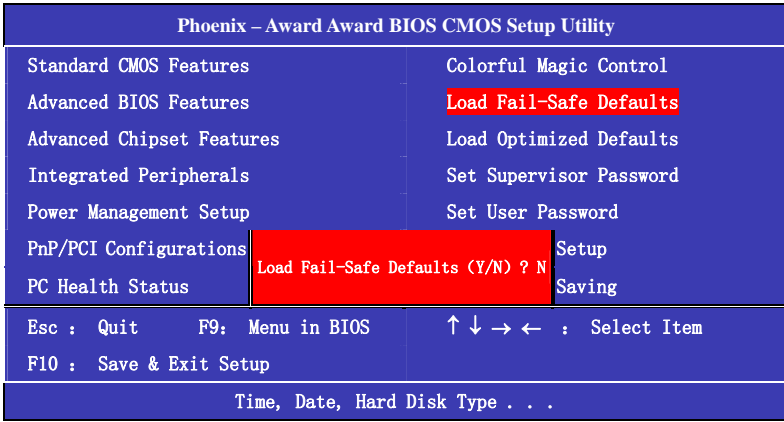 Phoenix – Award Award BIOS CMOS Setup Utility
Standard CMOS Features
Colorful Magic Control
Advanced BIOS Features
Load Fail-Safe Defaults
Advanced Chipset Features
Load Optimized Defaults
Integrated Peripherals
Set Supervisor Password
Power Management Setup
Set User Password
PnP/PCI Configurations
Setup
Load Fail-Safe Defaults (Y/N) ? N
PC Health Status
Saving
Esc : Quit F9: Menu in BIOS
↑ ↓ → ← : Select Item
F10 : Save & Exit Setup
Time, Date, Hard Disk Type . . .